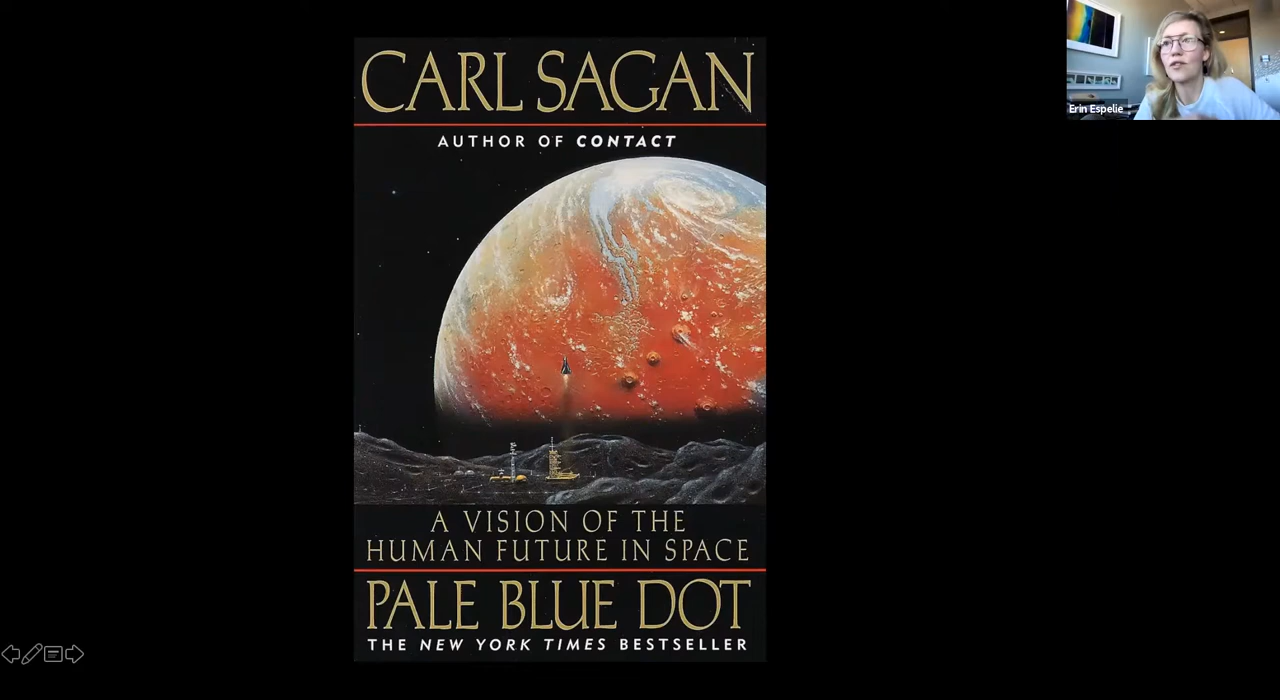 CARL SAGAN
AUTHOR OF CONTACT
A VISION OF THE
HUMAN FUTURE IN SPACE
PALE BLUE DOT
THE NEW YORK TIMES BESTSELLER
Erin Espelie